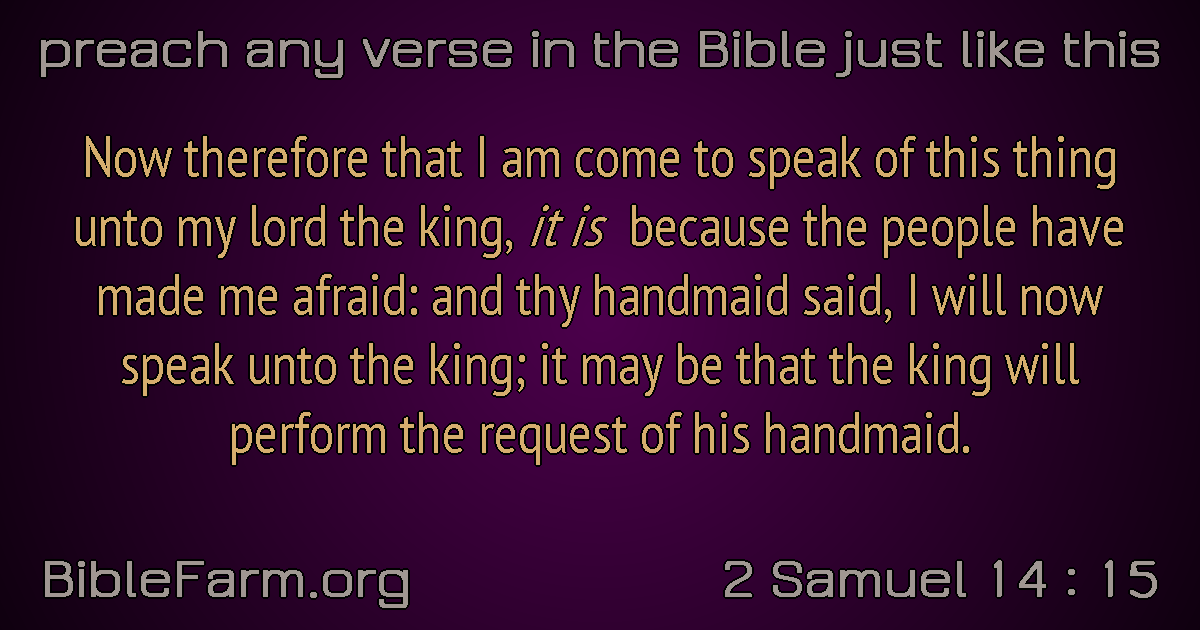 preach any verse in the Bible just like this
Now therefore that I am come to speak of this thing
unto my lord the king, it is because the people have
made me afraid: and thy handmaid said, I will now
speak unto the king; it may be that the king will
perform the request of his handmaid.
BibleFarm.org
2 Samuel 14 : 15